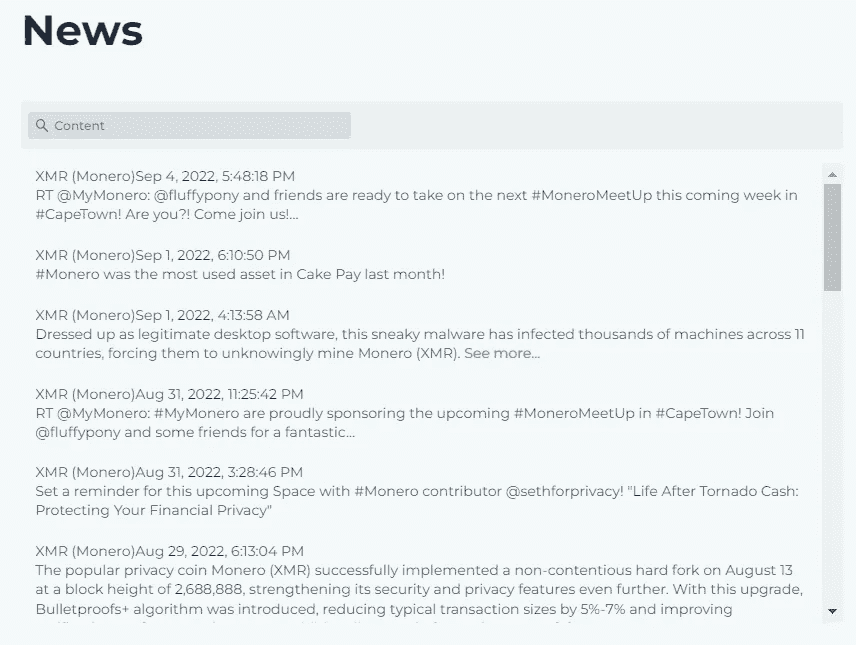 News
Content
XMR (Monero)Sep 4, 2022, 5:48:18 PM
RT @MyMonero: @fluffypony and friends are ready to take on the next #MoneroMeetUp this coming week in
#CapeTown! Are you?! Come join us!...
XMR (Monero)Sep 1, 2022, 6:10:50 PM
#Monero was the most used asset in Cake Pay last month!
XMR (Monero)Sep 1, 2022, 4:13:58 AM
Dressed up as legitimate desktop software, this sneaky malware has infected thousands of machines across 11
countries, forcing them to unknowingly mine Monero (XMR). See more...
XMR (Monero)Aug 31, 2022, 11:25:42 PM
RT @MyMonero: #MyMonero are proudly sponsoring the upcoming #MoneroMeetUp in #CapeTown! Join
@fluffypony and some friends for a fantastic...
XMR (Monero)Aug 31, 2022, 3:28:46 PM
Set a reminder for this upcoming Space with #Monero contributor @sethforprivacy! "Life After Tornado Cash:
Protecting Your Financial Privacy"
XMR (Monero)Aug 29, 2022, 6:13:04 PM
The popular privacy coin Monero (XMR) successfully implemented a non-contentious hard fork on August 13
at a block height of 2,688,888, strengthening its security and privacy features even further. With this upgrade,
Bulletproofs+ algorithm was introduced, reducing typical transaction sizes by 5%-7% and improving